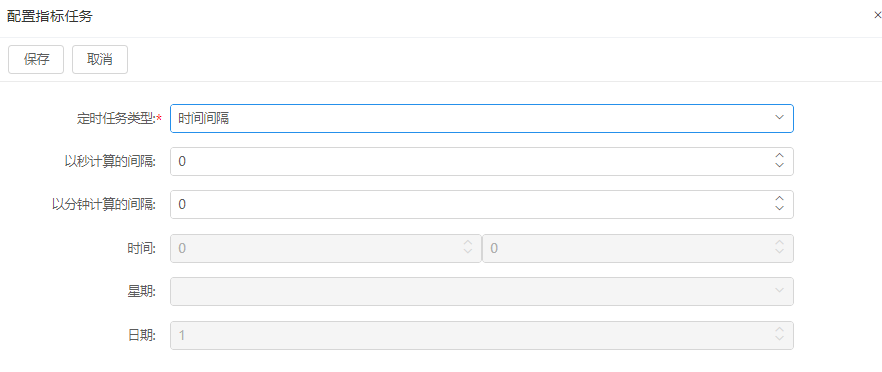 配置指标任务 ×
保存 取消
定时任务类型:* 时间间隔
以秒计算的间隔: 0
以分钟计算的间隔: 0
时间: 0 0
星期:
日期: 1